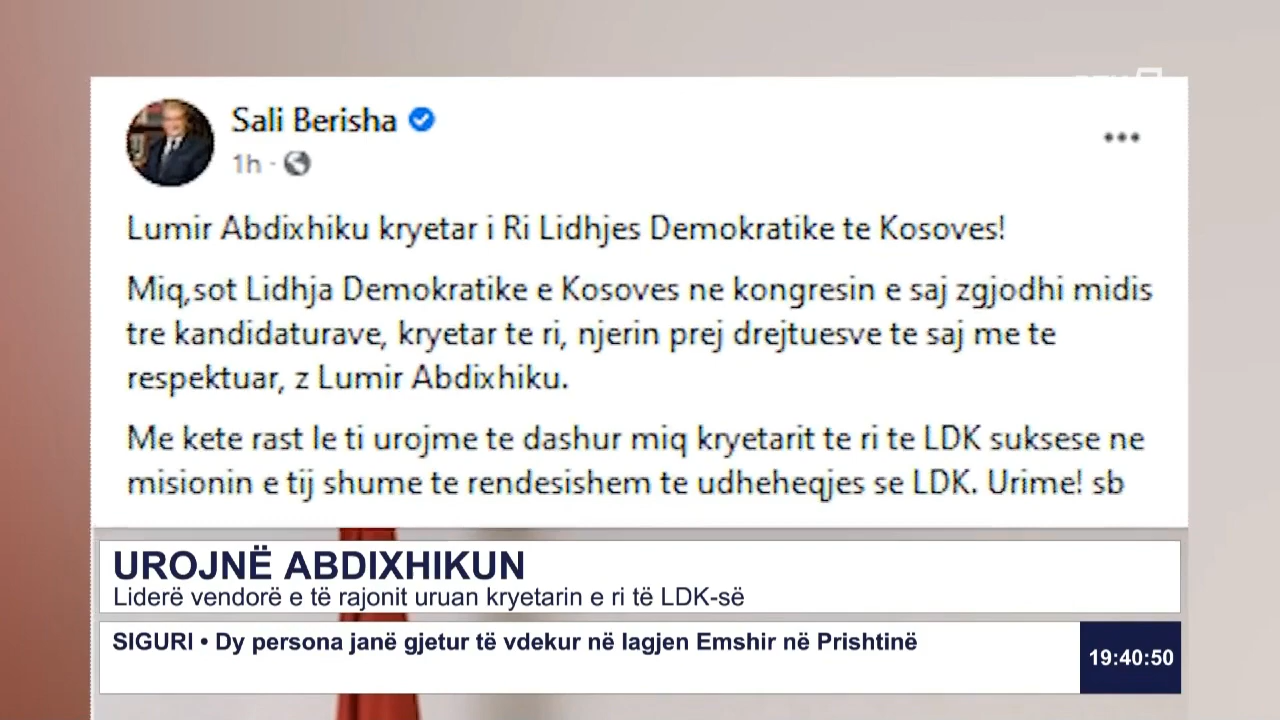 Sali Berisha
1h ·
Lumir Abdixhiku kryetar i Ri Lidhjes Demokratike te Kosoves!
Miq,sot Lidhja Demokratike e Kosoves ne kongresin e saj zgjodhi midis
tre kandidaturave, kryetar te ri, njerin prej drejtuesve te saj me te
respektuar, z Lumir Abdixhiku.
Me kete rast le ti urojme te dashur miq kryetarit te ri te LDK suksese ne
misionin e tij shume te rendesishem te udheheqjes se LDK. Urime! sb
UROJNË ABDIXHIKUN
Liderë vendorë e të rajonit uruan kryetarin e ri të LDK-së
SIGURI • Dy persona janë gjetur të vdekur në lagjen Emshir në Prishtinë
19:40:50